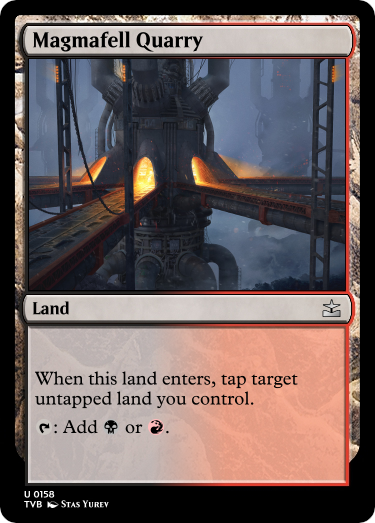 Magmafell Quarry
Land
When this land enters, tap target
untapped land you control.
: Add or .
U 0158
TVB Stas Yurev